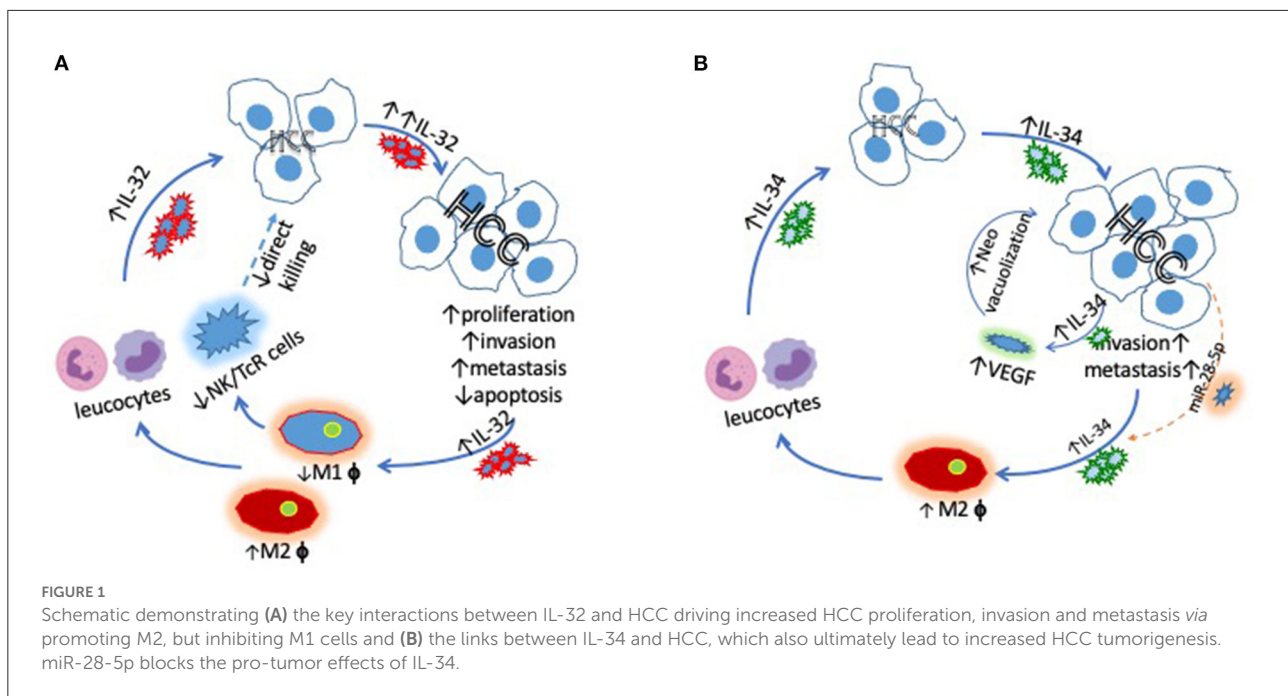 A
HCC
↑IL-32
↑↑IL-32
HCC
↓direct
killing
↑proliferation
↑invasion
↑metastasis
↓apoptosis
leucocytes
↓NK/TcR cells
↑IL-32
↓M1 ϕ
↑M2 ϕ
B
HCC
↑IL-34
↑IL-34
HCC
↑Neo
vacuolization
↑IL-34
↑VEGF
invasion↑
metastasis↑
miR-28-5p
leucocytes
↑IL-34
↑ M2 ϕ
FIGURE 1
Schematic demonstrating (A) the key interactions between IL-32 and HCC driving increased HCC proliferation, invasion and metastasis via
promoting M2, but inhibiting M1 cells and (B) the links between IL-34 and HCC, which also ultimately lead to increased HCC tumorigenesis.
miR-28-5p blocks the pro-tumor effects of IL-34.